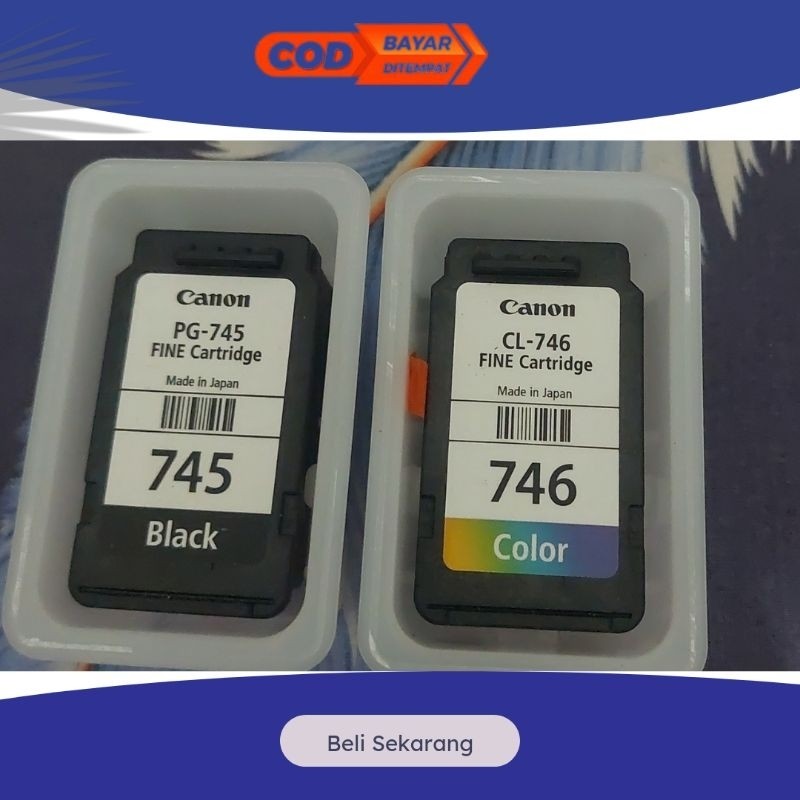 COD BAYAR
DITEMPAT
Canon
PG-745
FINE Cartridge
Made in Japan
745
Black
Canon
CL-746
FINE Cartridge
Made in Japan
746
Color
Beli Sekarang